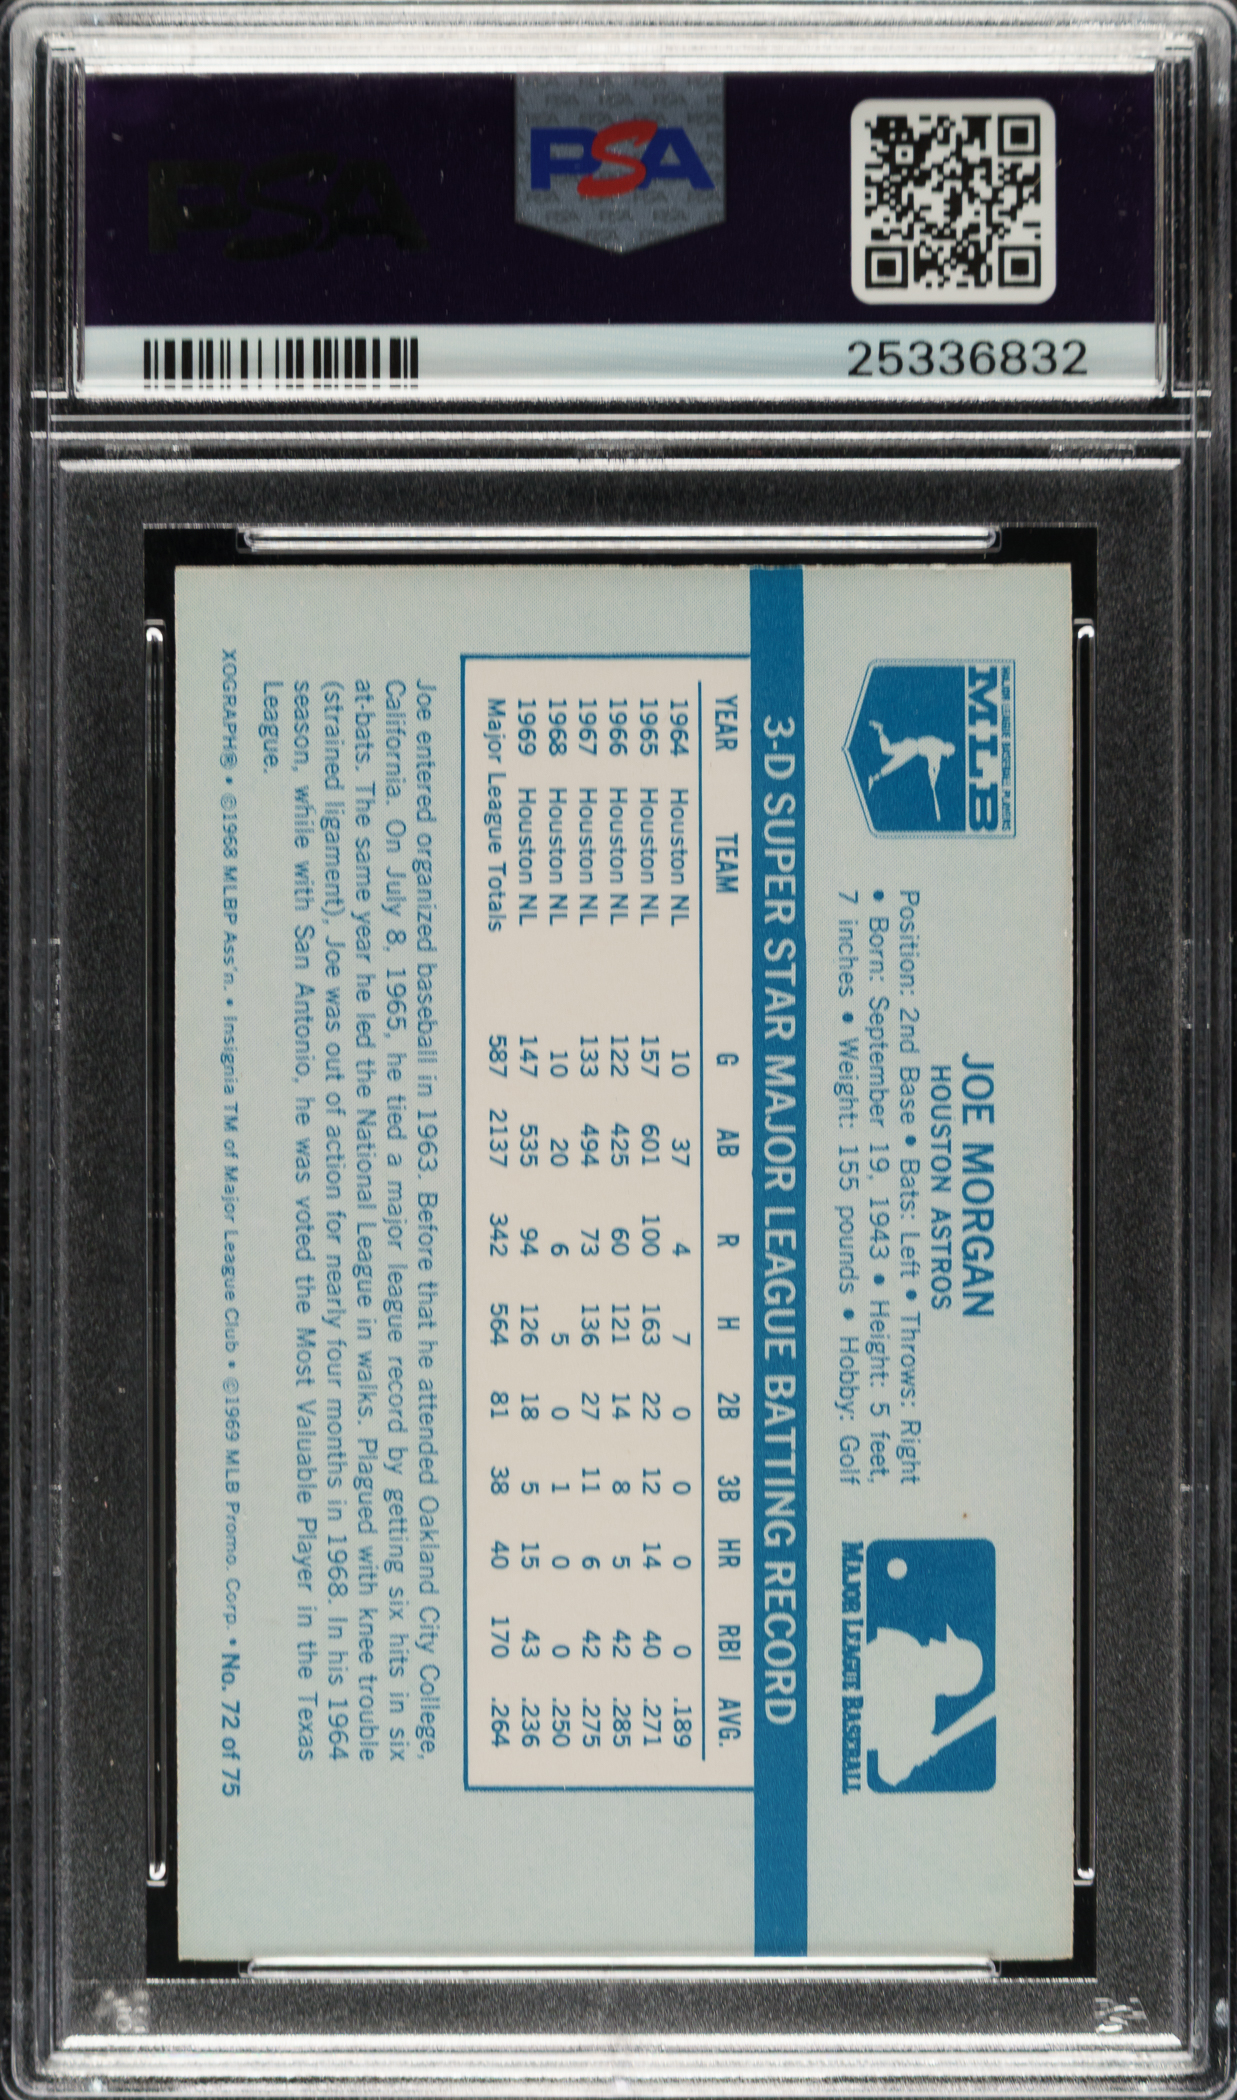 PSA
PSA
25336832
MAJOR LEAGUE BASEBALL PLAYERS
MLB
JOE MORGAN
HOUSTON ASTROS
Position: 2nd Base • Bats: Left • Throws: Right
• Born: September 19, 1943 • Height: 5 feet,
7 inches • Weight: 155 pounds • Hobby: Golf
MAJOR LEAGUE BASEBALL
3-D SUPER STAR MAJOR LEAGUE BATTING RECORD
YEAR TEAM G AB R H 2B 3B HR RBI AVG.
1964 Houston NL 10 37 4 7 0 0 0 0 .189
1965 Houston NL 157 601 100 163 22 12 14 40 .271
1966 Houston NL 122 425 60 121 14 8 5 42 .285
1967 Houston NL 133 494 73 136 27 11 6 42 .275
1968 Houston NL 10 20 6 5 0 1 0 0 .250
1969 Houston NL 147 535 94 126 18 5 15 43 .236
Major League Totals 587 2137 342 564 81 38 40 170 .264
Joe entered organized baseball in 1963. Before that he attended Oakland City College,
California. On July 8, 1965, he tied a major league record by getting six hits in six
at-bats. The same year he led the National League in walks. Plagued with knee trouble
(strained ligament), Joe was out of action for nearly four months in 1968. In his 1964
season, while with San Antonio, he was voted the Most Valuable Player in the Texas
League.
XOGRAPH® • ©1968 MLBP Ass'n. • Insignia TM of Major League Club • ©1969 MLB Promo. Corp. • No. 72 of 75